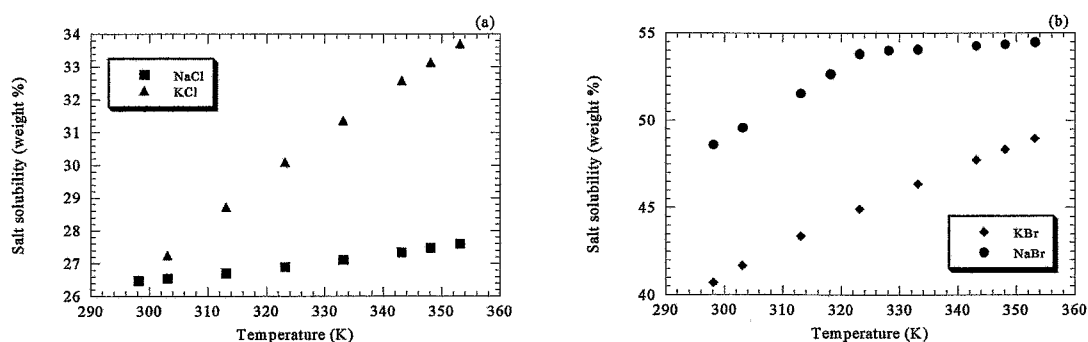 (a)
34
33
32
31
30
29
28
27
26
NaCl
KCl
Salt solubility (weight %)
290 300 310 320 330 340 350 360
Temperature (K)
(b)
55
50
45
40
KBr
NaBr
Salt solubility (weight %)
290 300 310 320 330 340 350 360
Temperature (K)